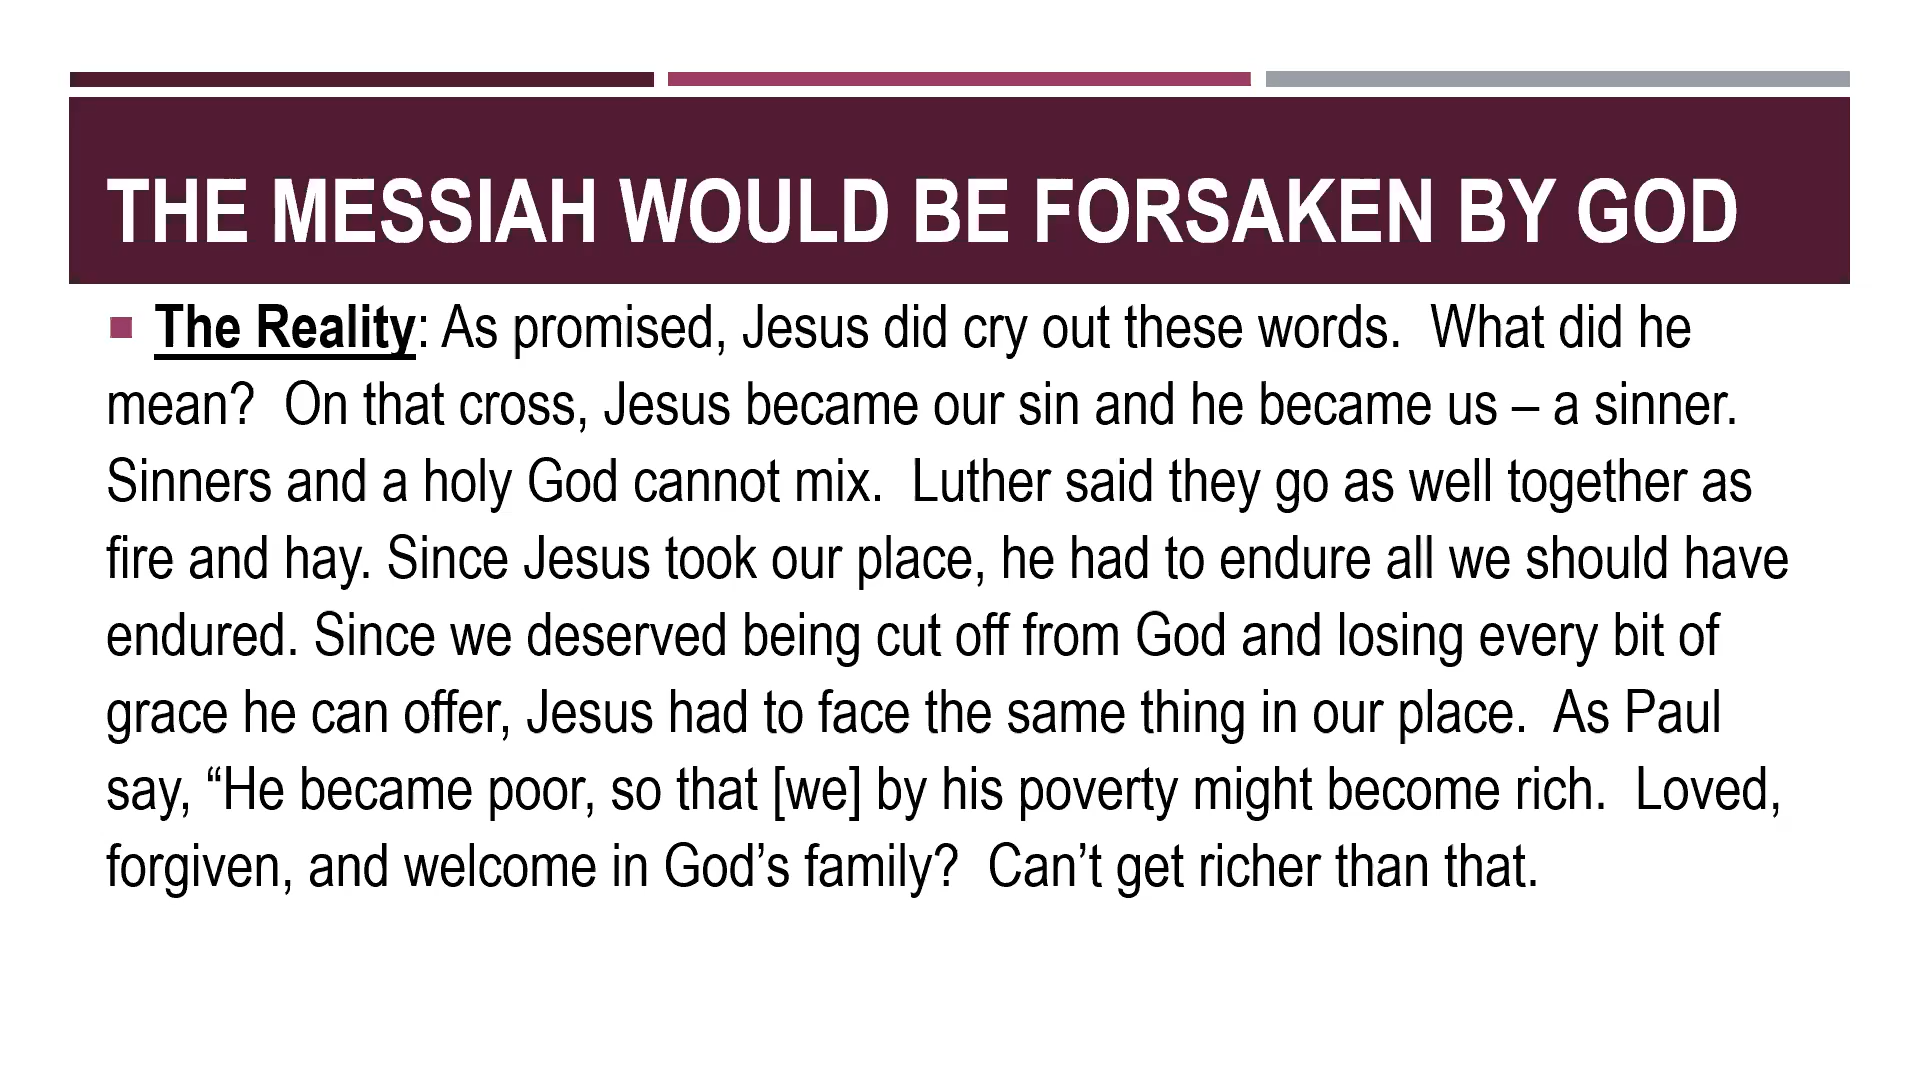 THE MESSIAH WOULD BE FORSAKEN BY GOD
The Reality: As promised, Jesus did cry out these words.  What did he
mean?  On that cross, Jesus became our sin and he became us – a sinner.
Sinners and a holy God cannot mix.  Luther said they go as well together as
fire and hay. Since Jesus took our place, he had to endure all we should have
endured. Since we deserved being cut off from God and losing every bit of
grace he can offer, Jesus had to face the same thing in our place.  As Paul
say, “He became poor, so that [we] by his poverty might become rich.  Loved,
forgiven, and welcome in God’s family?  Can’t get richer than that.